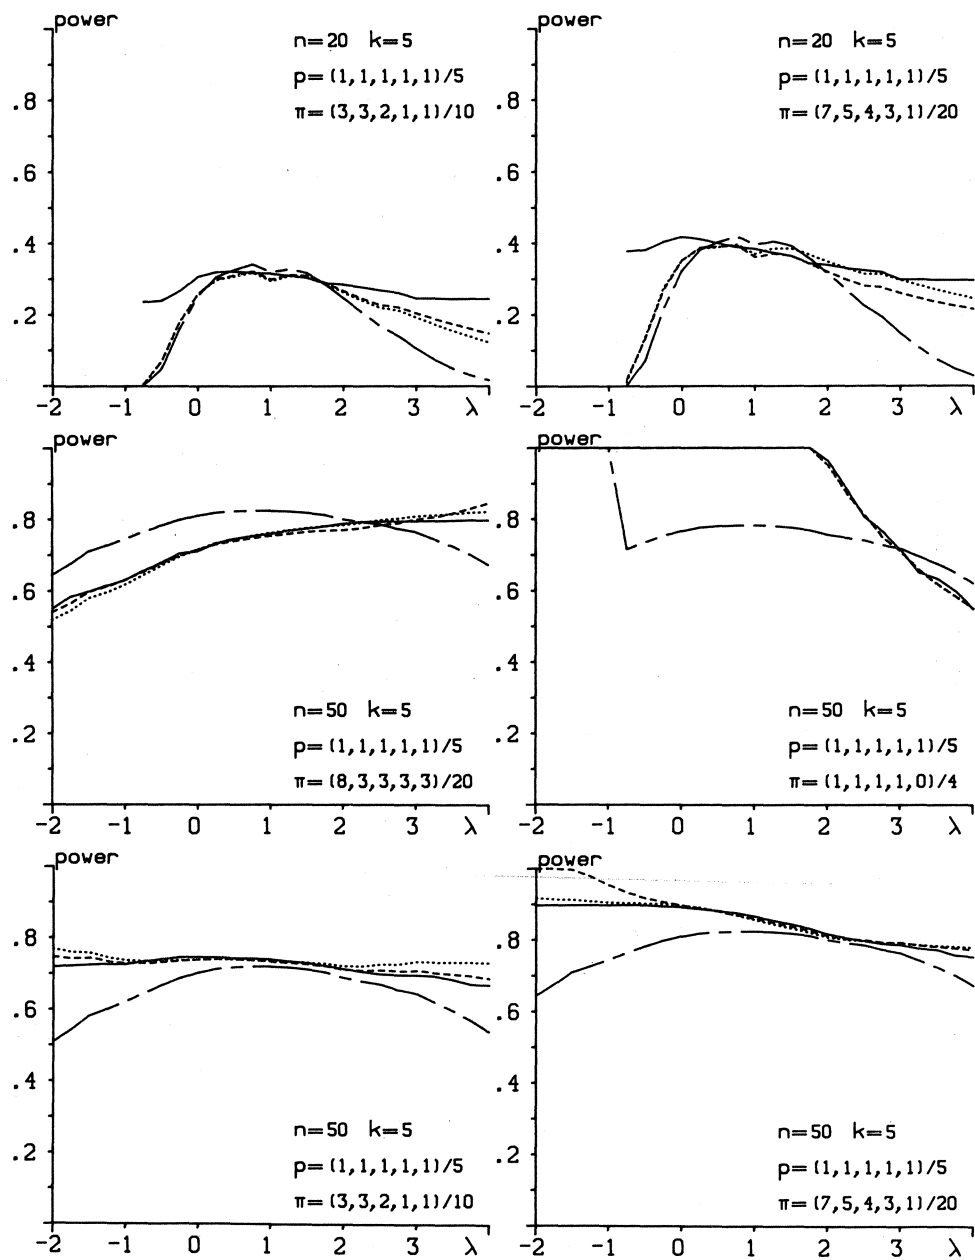 power
n=20 k=5
p=(1,1,1,1,1)/5
π=(3,3,2,1,1)/10
.8
.6
.4
.2
-2 -1 0 1 2 3 λ
power
n=20 k=5
p=(1,1,1,1,1)/5
π=(7,5,4,3,1)/20
.8
.6
.4
.2
-2 -1 0 1 2 3 λ
power
.8
.6
.4
.2
n=50 k=5
p=(1,1,1,1,1)/5
π=(8,3,3,3,3)/20
-2 -1 0 1 2 3 λ
power
.8
.6
.4
.2
n=50 k=5
p=(1,1,1,1,1)/5
π=(1,1,1,1,0)/4
-2 -1 0 1 2 3 λ
power
.8
.6
.4
.2
n=50 k=5
p=(1,1,1,1,1)/5
π=(3,3,2,1,1)/10
-2 -1 0 1 2 3 λ
power
.8
.6
.4
.2
n=50 k=5
p=(1,1,1,1,1)/5
π=(7,5,4,3,1)/20
-2 -1 0 1 2 3 λ